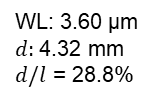 WL: 3.60 µm
d: 4.32 mm
d/l = 28.8%